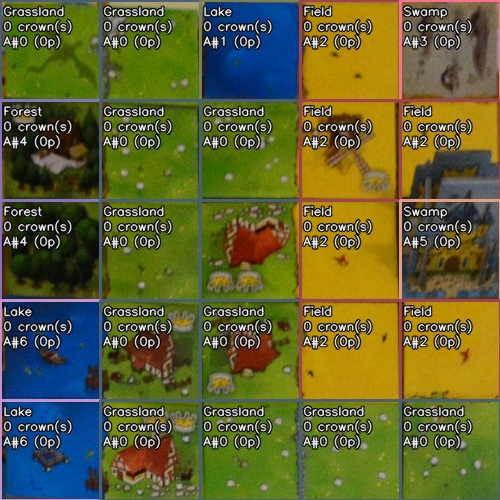 Grassland
0 crown(s)
A#0 (0p)
Grassland
0 crown(s)
A#0 (0p)
Lake
0 crown(s)
A#1 (0p)
Field
0 crown(s)
A#2 (0p)
Swamp
0 crown(s)
A#3 (0p)
Forest
0 crown(s)
A#4 (0p)
Grassland
0 crown(s)
A#0 (0p)
Grassland
0 crown(s)
A#0 (0p)
Field
0 crown(s)
A#2 (0p)
Field
0 crown(s)
A#2 (0p)
Forest
0 crown(s)
A#4 (0p)
Grassland
0 crown(s)
A#0 (0p)
Field
0 crown(s)
A#2 (0p)
Swamp
0 crown(s)
A#5 (0p)
Lake
0 crown(s)
A#6 (0p)
Grassland
0 crown(s)
A#0 (0p)
Grassland
0 crown(s)
A#0 (0p)
Field
0 crown(s)
A#2 (0p)
Field
0 crown(s)
A#2 (0p)
Lake
0 crown(s)
A#6 (0p)
Grassland
0 crown(s)
A#0 (0p)
Grassland
0 crown(s)
A#0 (0p)
Grassland
0 crown(s)
A#0 (0p)
Grassland
0 crown(s)
A#0 (0p)